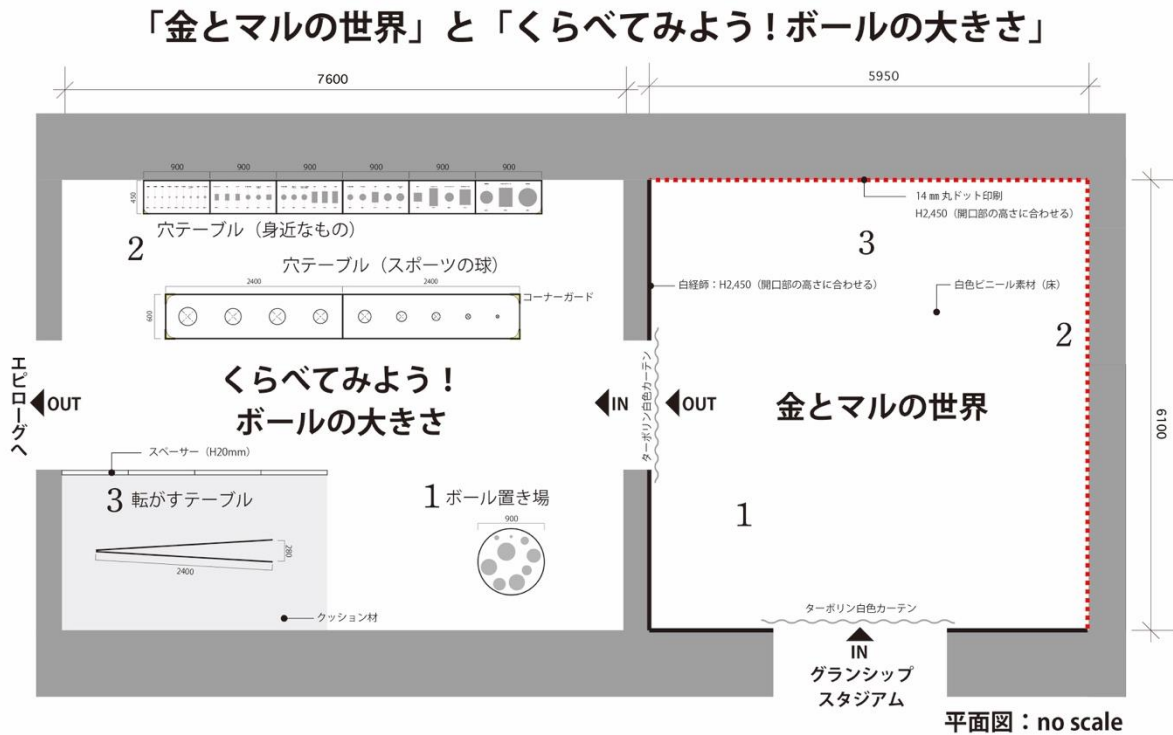 「金とマルの世界」と「くらべてみよう！ボールの大きさ」
7600
5950
900
900
900
900
900
900
450
穴テーブル（身近なもの）
2
穴テーブル（スポーツの球）
2400
2400
コーナーガード
600
エピローグへ
OUT
くらべてみよう！
ボールの大きさ
IN
スペーサー（H20mm）
3 転がすテーブル
280
2400
クッション材
1 ボール置き場
900
14 ㎜ 丸ドット印刷
H2,450（開口部の高さに合わせる）
3
白経師：H2,450（開口部の高さに合わせる）
白色ビニール素材（床）
2
ターポリン白色カーテン
OUT
金とマルの世界
6100
1
ターポリン白色カーテン
IN
グランシップ
スタジアム
平面図：no scale